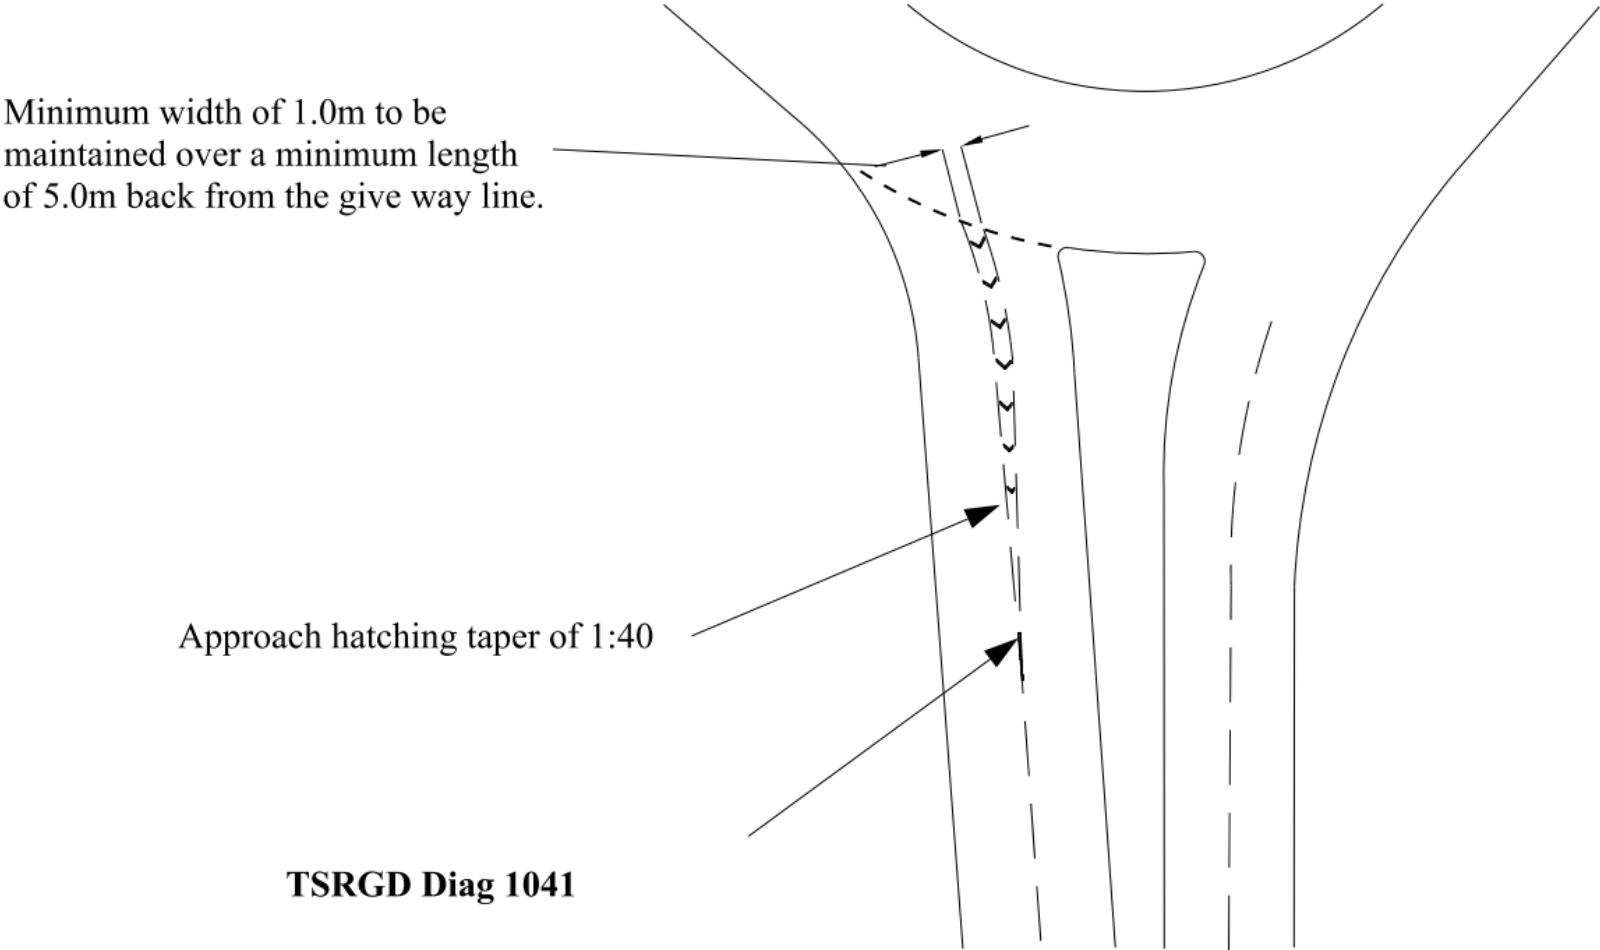 Minimum width of 1.0m to be
maintained over a minimum length
of 5.0m back from the give way line.
Approach hatching taper of 1:40
TSRGD Diag 1041